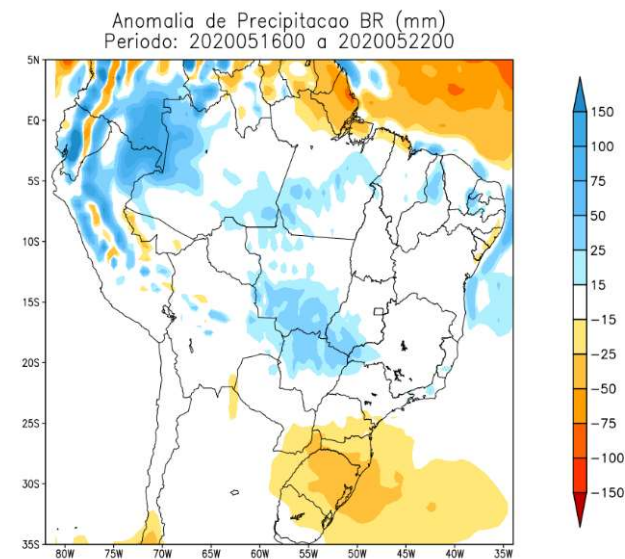 Anomalia de Precipitacao BR (mm)
Periodo: 2020051600 a 2020052200
5N
EQ
5S
10S
15S
20S
25S
30S
35S
80W 75W 70W 65W 60W 55W 50W 45W 40W 35W
150
100
75
50
25
15
−15
−25
−50
−75
−100
−150